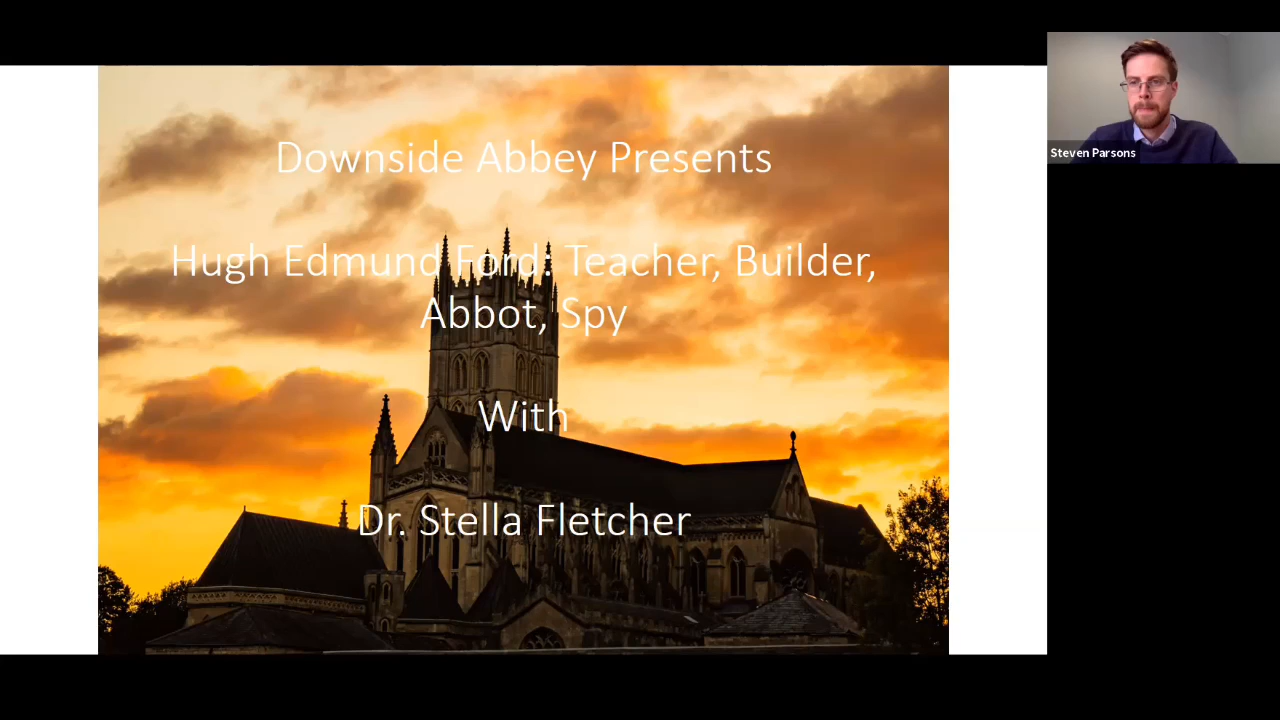 Downside Abbey Presents
Hugh Edmund Ford: Teacher, Builder,
Abbot, Spy
With
Dr. Stella Fletcher
Steven Parsons